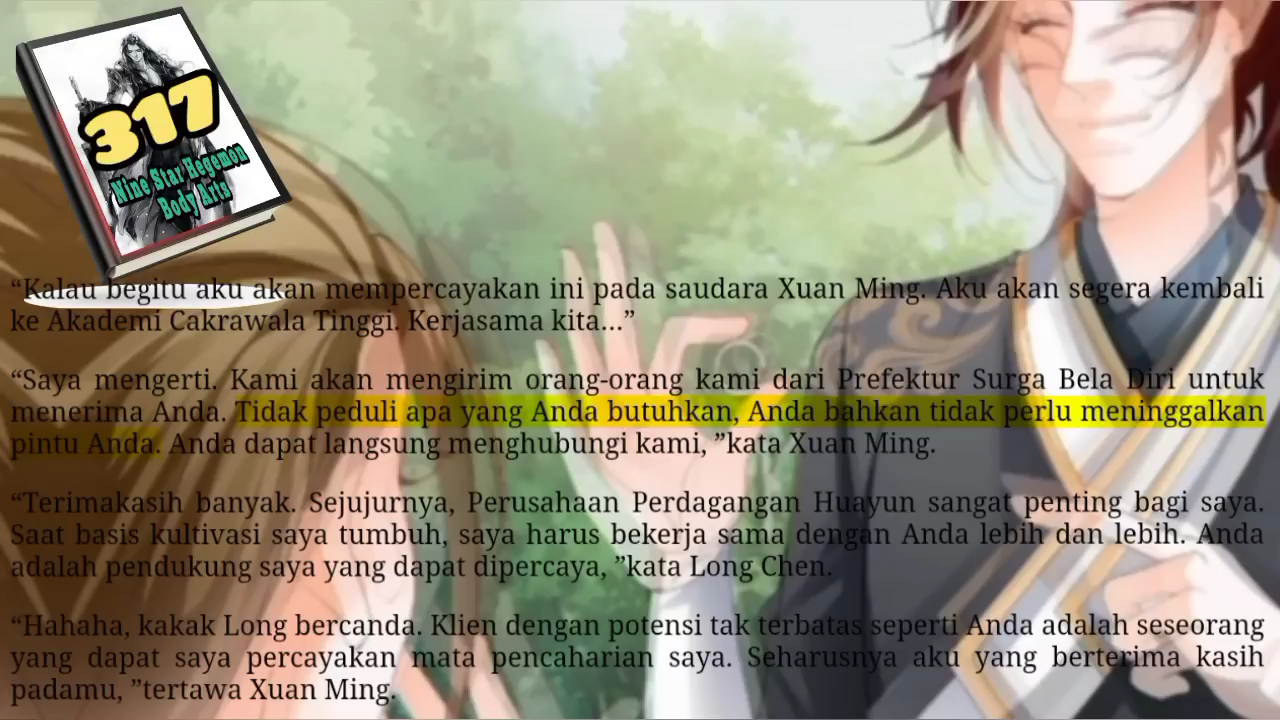 317
Nine Star Hegemon
Body Arts
“Kalau begitu aku akan mempercayakan ini pada saudara Xuan Ming. Aku akan segera kembali
ke Akademi Cakrawala Tinggi. Kerjasama kita...”
“Saya mengerti. Kami akan mengirim orang-orang kami dari Prefektur Surga Bela Diri untuk
menerima Anda. Tidak peduli apa yang Anda butuhkan, Anda bahkan tidak perlu meninggalkan
pintu Anda. Anda dapat langsung menghubungi kami, ”kata Xuan Ming.
“Terimakasih banyak. Sejujurnya, Perusahaan Perdagangan Huayun sangat penting bagi saya.
Saat basis kultivasi saya tumbuh, saya harus bekerja sama dengan Anda lebih dan lebih. Anda
adalah pendukung saya yang dapat dipercaya, ”kata Long Chen.
“Hahaha, kakak Long bercanda. Klien dengan potensi tak terbatas seperti Anda adalah seseorang
yang dapat saya percayakan mata pencaharian saya. Seharusnya aku yang berterima kasih
padamu, ”tertawa Xuan Ming.